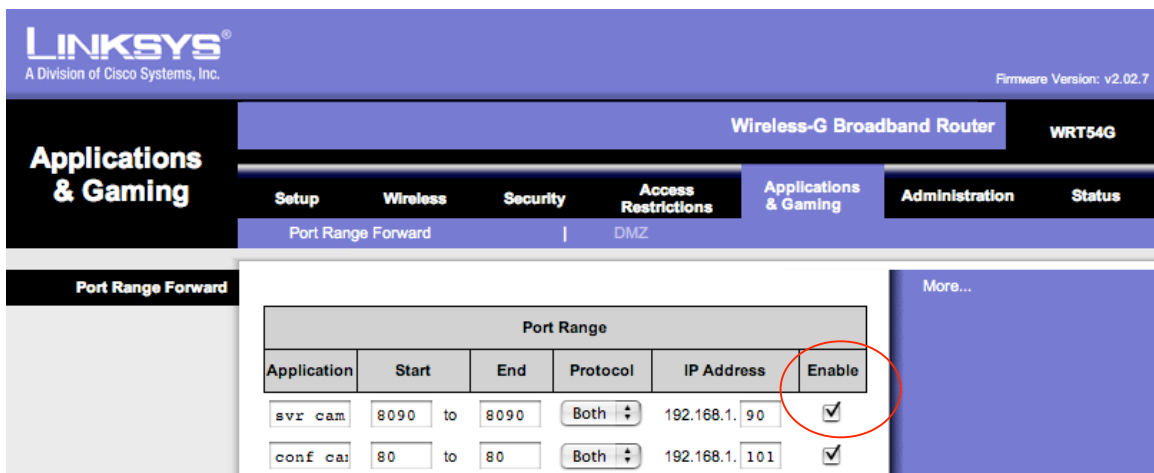 LINKSYS®
A Division of Cisco Systems, Inc.
Firmware Version: v2.02.7
Wireless-G Broadband Router WRT54G
Applications & Gaming
Setup Wireless Security Access Restrictions Applications & Gaming Administration Status
Port Range Forward | DMZ
Port Range Forward
More...
Port Range
Application Start End Protocol IP Address Enable
svr cam 8090 to 8090 Both 192.168.1. 90
conf ca 80 to 80 Both 192.168.1. 101